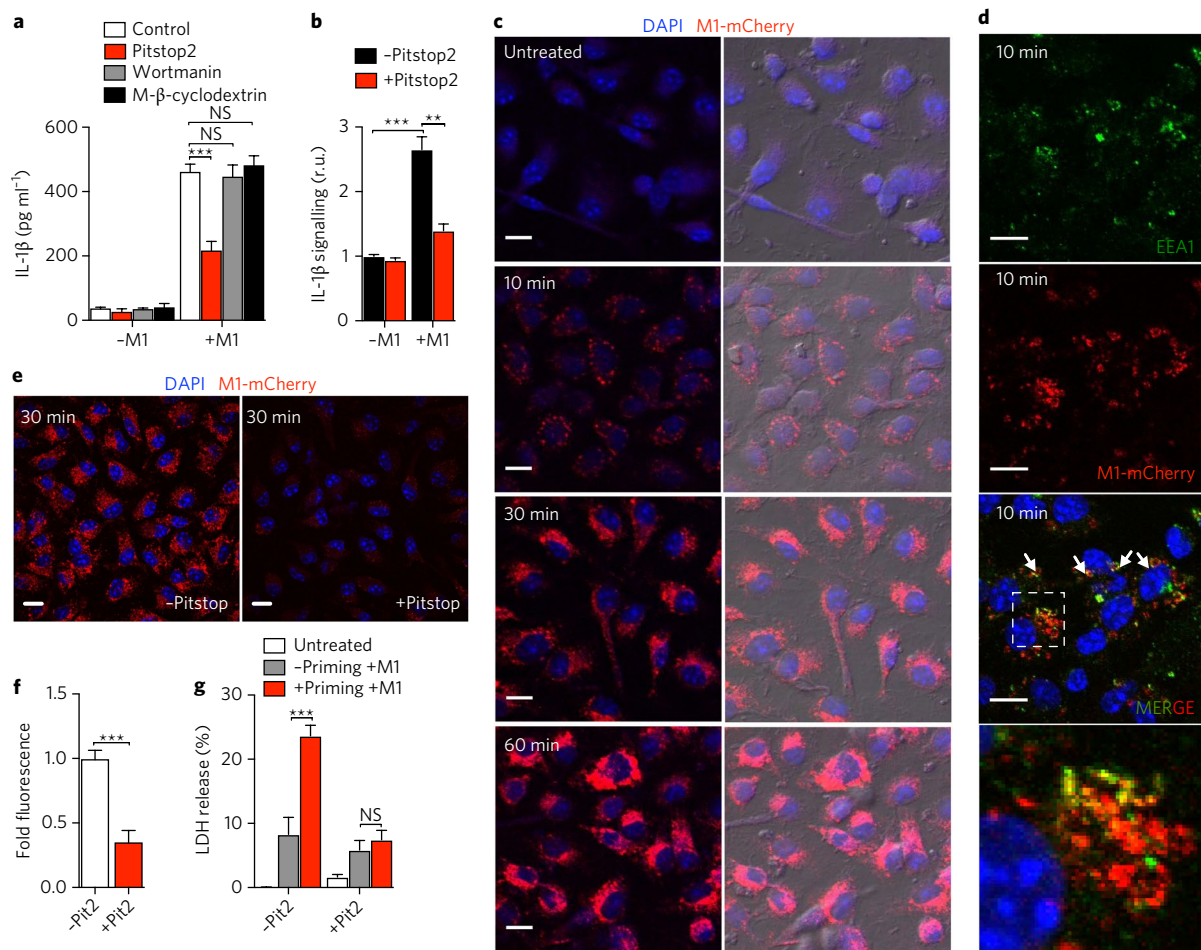 a
Control
Pitstop2
Wortmanin
M-β-cyclodextrin
IL-1β (pg ml⁻¹)
600
400
200
0
NS
NS
***
–M1
+M1
b
–Pitstop2
+Pitstop2
IL-1β signalling (r.u.)
3
2
1
0
***
**
–M1
+M1
c
DAPI M1-mCherry
Untreated
10 min
30 min
60 min
d
10 min
EEA1
10 min
M1-mCherry
10 min
MERGE
e
DAPI M1-mCherry
30 min
–Pitstop
30 min
+Pitstop
f
Fold fluorescence
1.5
1.0
0.5
0
***
–Pit2
+Pit2
g
Untreated
–Priming +M1
+Priming +M1
LDH release (%)
30
20
10
0
***
NS
–Pit2
+Pit2